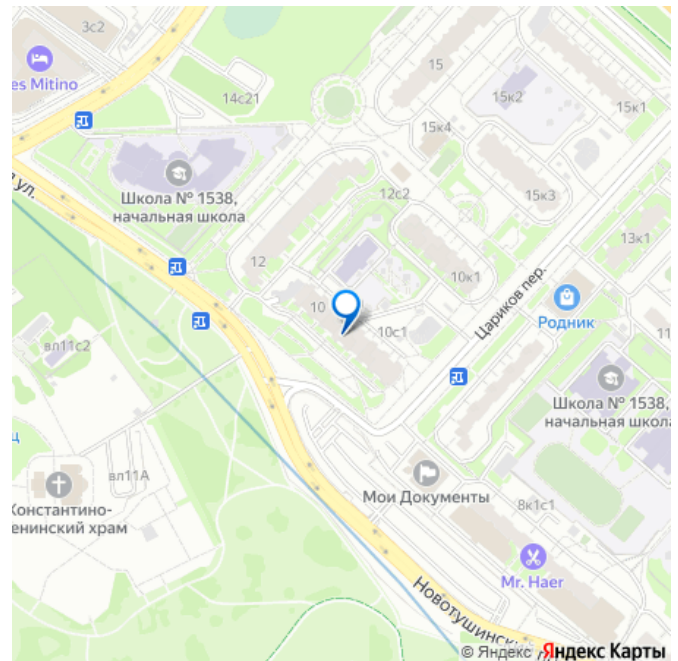 3с2
es Mitino
14с21
15
15к2
15к1
15к4
Школа № 1538,
начальная школа
ул.
12с2
15к3
13к1
12
10к1
Цариков пер.
10
10с1
Родник
11
вл11с2
Школа № 1538,
начальная школа
ц
вл11А
Мои Документы
Константино-
енинский храм
8к1с1
Mr. Haer
Новотушинск
© Яндекс Яндекс Карты